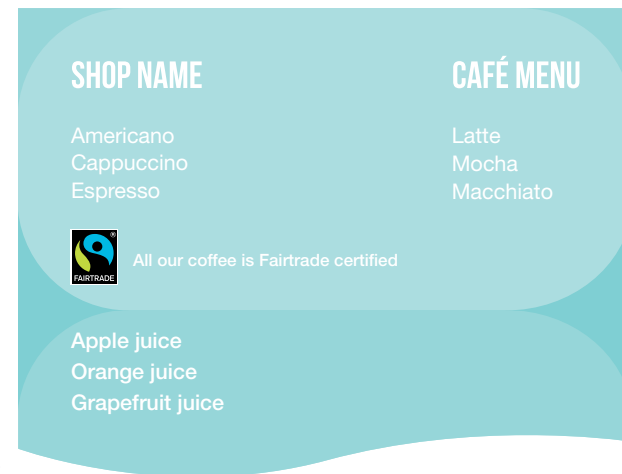 SHOP NAME
CAFÉ MENU
Americano
Cappuccino
Espresso
Latte
Mocha
Macchiato
®
FAIRTRADE
All our coffee is Fairtrade certified
Apple juice
Orange juice
Grapefruit juice